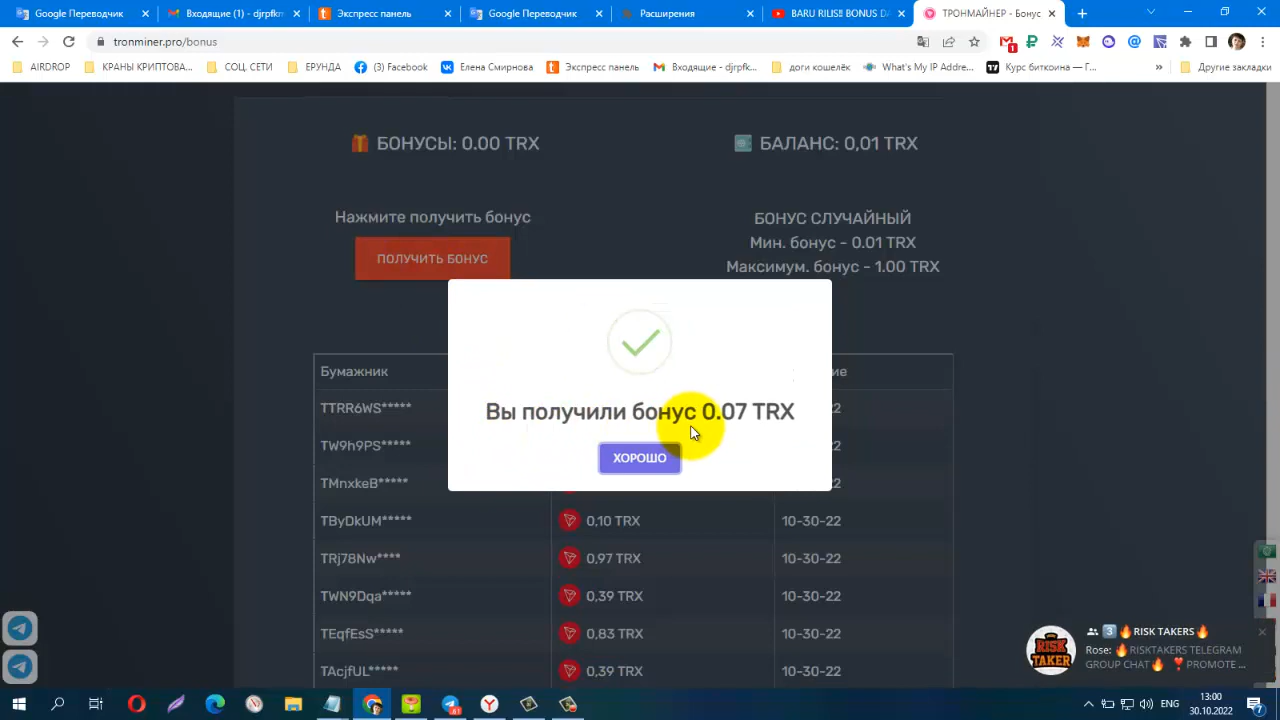 Google Переводчик
Входящие (1) - djrpfkm
Экспресс панель
Google Переводчик
Расширения
BARU RILIS!! BONUS DA
ТРОНМАЙНЕР - Бонус
tronminer.pro/bonus
AIRDROP
КРАНЫ КРИПТОВА...
СОЦ. СЕТИ
ЕРУНДА
(3) Facebook
Елена Смирнова
Экспресс панель
Входящие - djrpfk...
доги кошелёк
What's My IP Addre...
Курс биткоина — Г...
»
Другие закладки
БОНУСЫ: 0.00 TRX
БАЛАНС: 0,01 TRX
Нажмите получить бонус
ПОЛУЧИТЬ БОНУС
БОНУС СЛУЧАЙНЫЙ
Мин. бонус - 0.01 TRX
Максимум. бонус - 1.00 TRX
Вы получили бонус 0.07 TRX
ХОРОШО
Бумажник
TTRR6WS*****
TW9h9PS*****
TMnxkeB*****
TByDkUM***** 0,10 TRX 10-30-22
TRj78Nw**** 0,97 TRX 10-30-22
TWN9Dqa***** 0,39 TRX 10-30-22
TEqfEsS***** 0,83 TRX 10-30-22
TAcjfUL***** 0,39 TRX 10-30-22
3 RISK TAKERS
Rose: RISKTAKERS TELEGRAM
GROUP CHAT PROMOTE ...
RISK
TAKER
ENG
13:00
30.10.2022